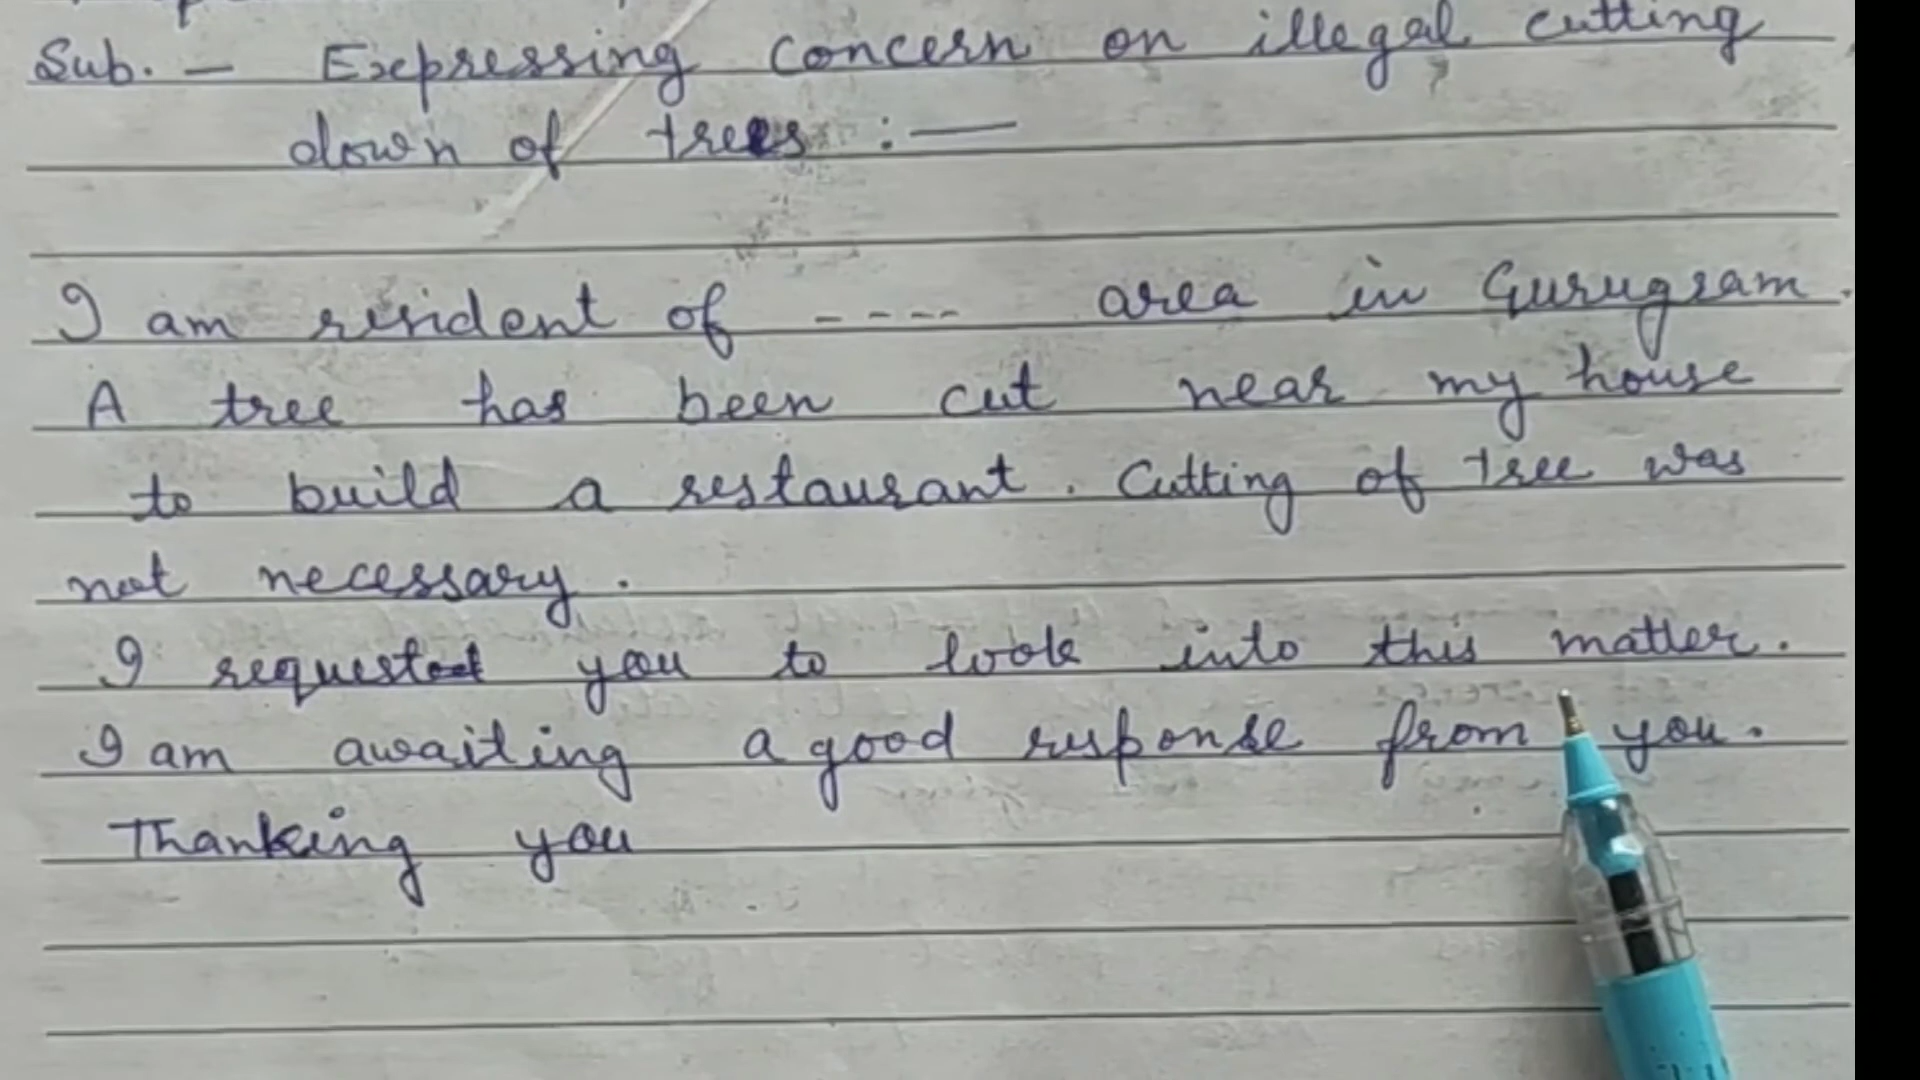 Sub. - Expressing concern on illegal cutting
down of trees :-
I am resident of ---- area in Gurugram.
A tree has been cut near my house
to build a restaurant. Cutting of tree was
not necessary.
I requested you to look into this matter.
I am awaiting a good response from you.
Thanking you